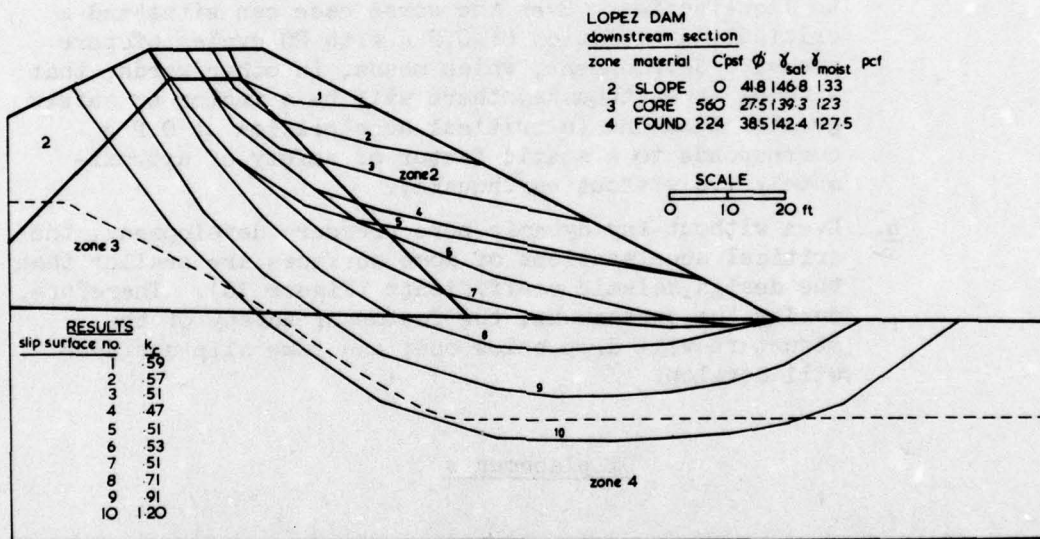 LOPEZ DAM
downstream section
zone material C'psf ϕ' γsat γmoist pcf
2 SLOPE 0 41.8 146.8 133
3 CORE 560 27.5 139.3 123
4 FOUND 224 38.5 142.4 127.5
SCALE
0 10 20 ft
1
2
2
zone 2
3
4
5
6
zone 3
7
8
9
10
zone 4
RESULTS
slip surface no. kc
1 .59
2 .57
3 .51
4 .47
5 .51
6 .53
7 .51
8 .71
9 .91
10 1.20